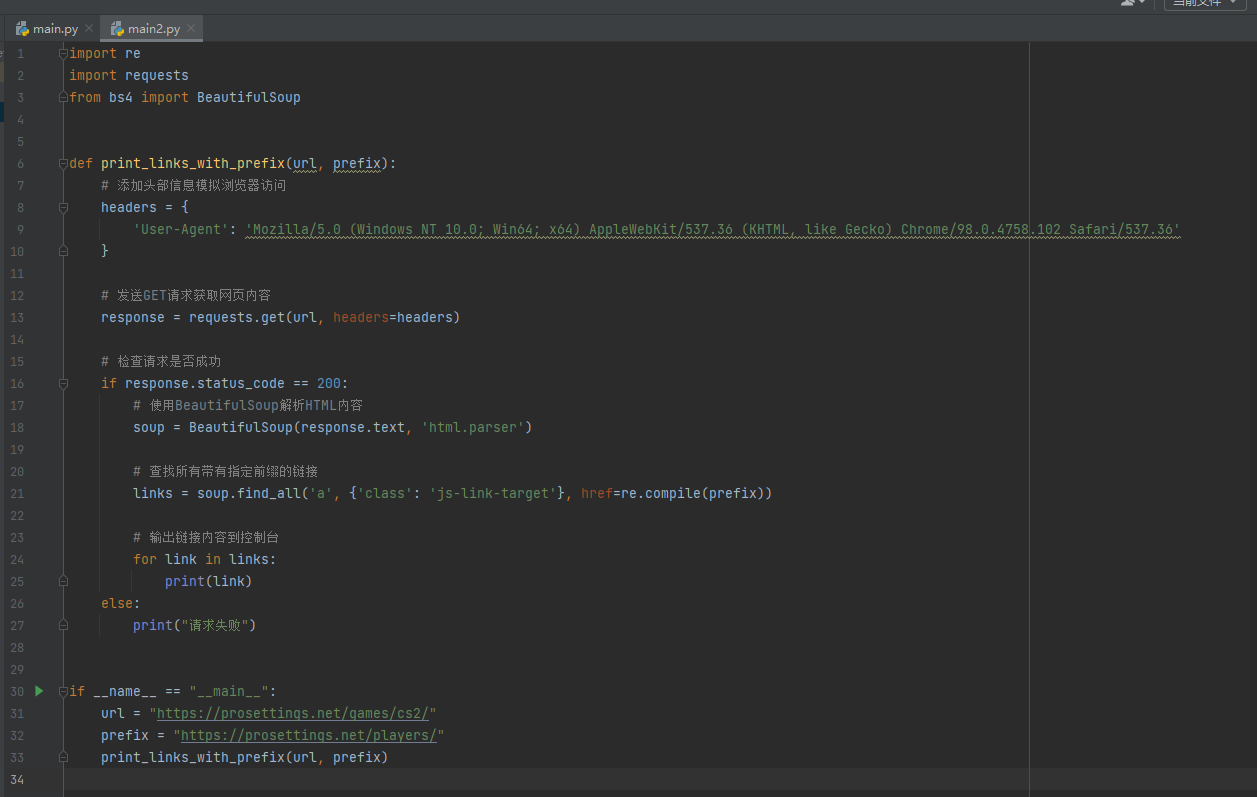 当前文件
main.py
main2.py
1 import re
2 import requests
3 from bs4 import BeautifulSoup
4
5
6 def print_links_with_prefix(url, prefix):
7 # 添加头部信息模拟浏览器访问
8 headers = {
9 'User-Agent': 'Mozilla/5.0 (Windows NT 10.0; Win64; x64) AppleWebKit/537.36 (KHTML, like Gecko) Chrome/98.0.4758.102 Safari/537.36'
10 }
11
12 # 发送GET请求获取网页内容
13 response = requests.get(url, headers=headers)
14
15 # 检查请求是否成功
16 if response.status_code == 200:
17 # 使用BeautifulSoup解析HTML内容
18 soup = BeautifulSoup(response.text, 'html.parser')
19
20 # 查找所有带有指定前缀的链接
21 links = soup.find_all('a', {'class': 'js-link-target'}, href=re.compile(prefix))
22
23 # 输出链接内容到控制台
24 for link in links:
25 print(link)
26 else:
27 print("请求失败")
28
29
30 if __name__ == "__main__":
31 url = "https://prosettings.net/games/cs2/"
32 prefix = "https://prosettings.net/players/"
33 print_links_with_prefix(url, prefix)
34